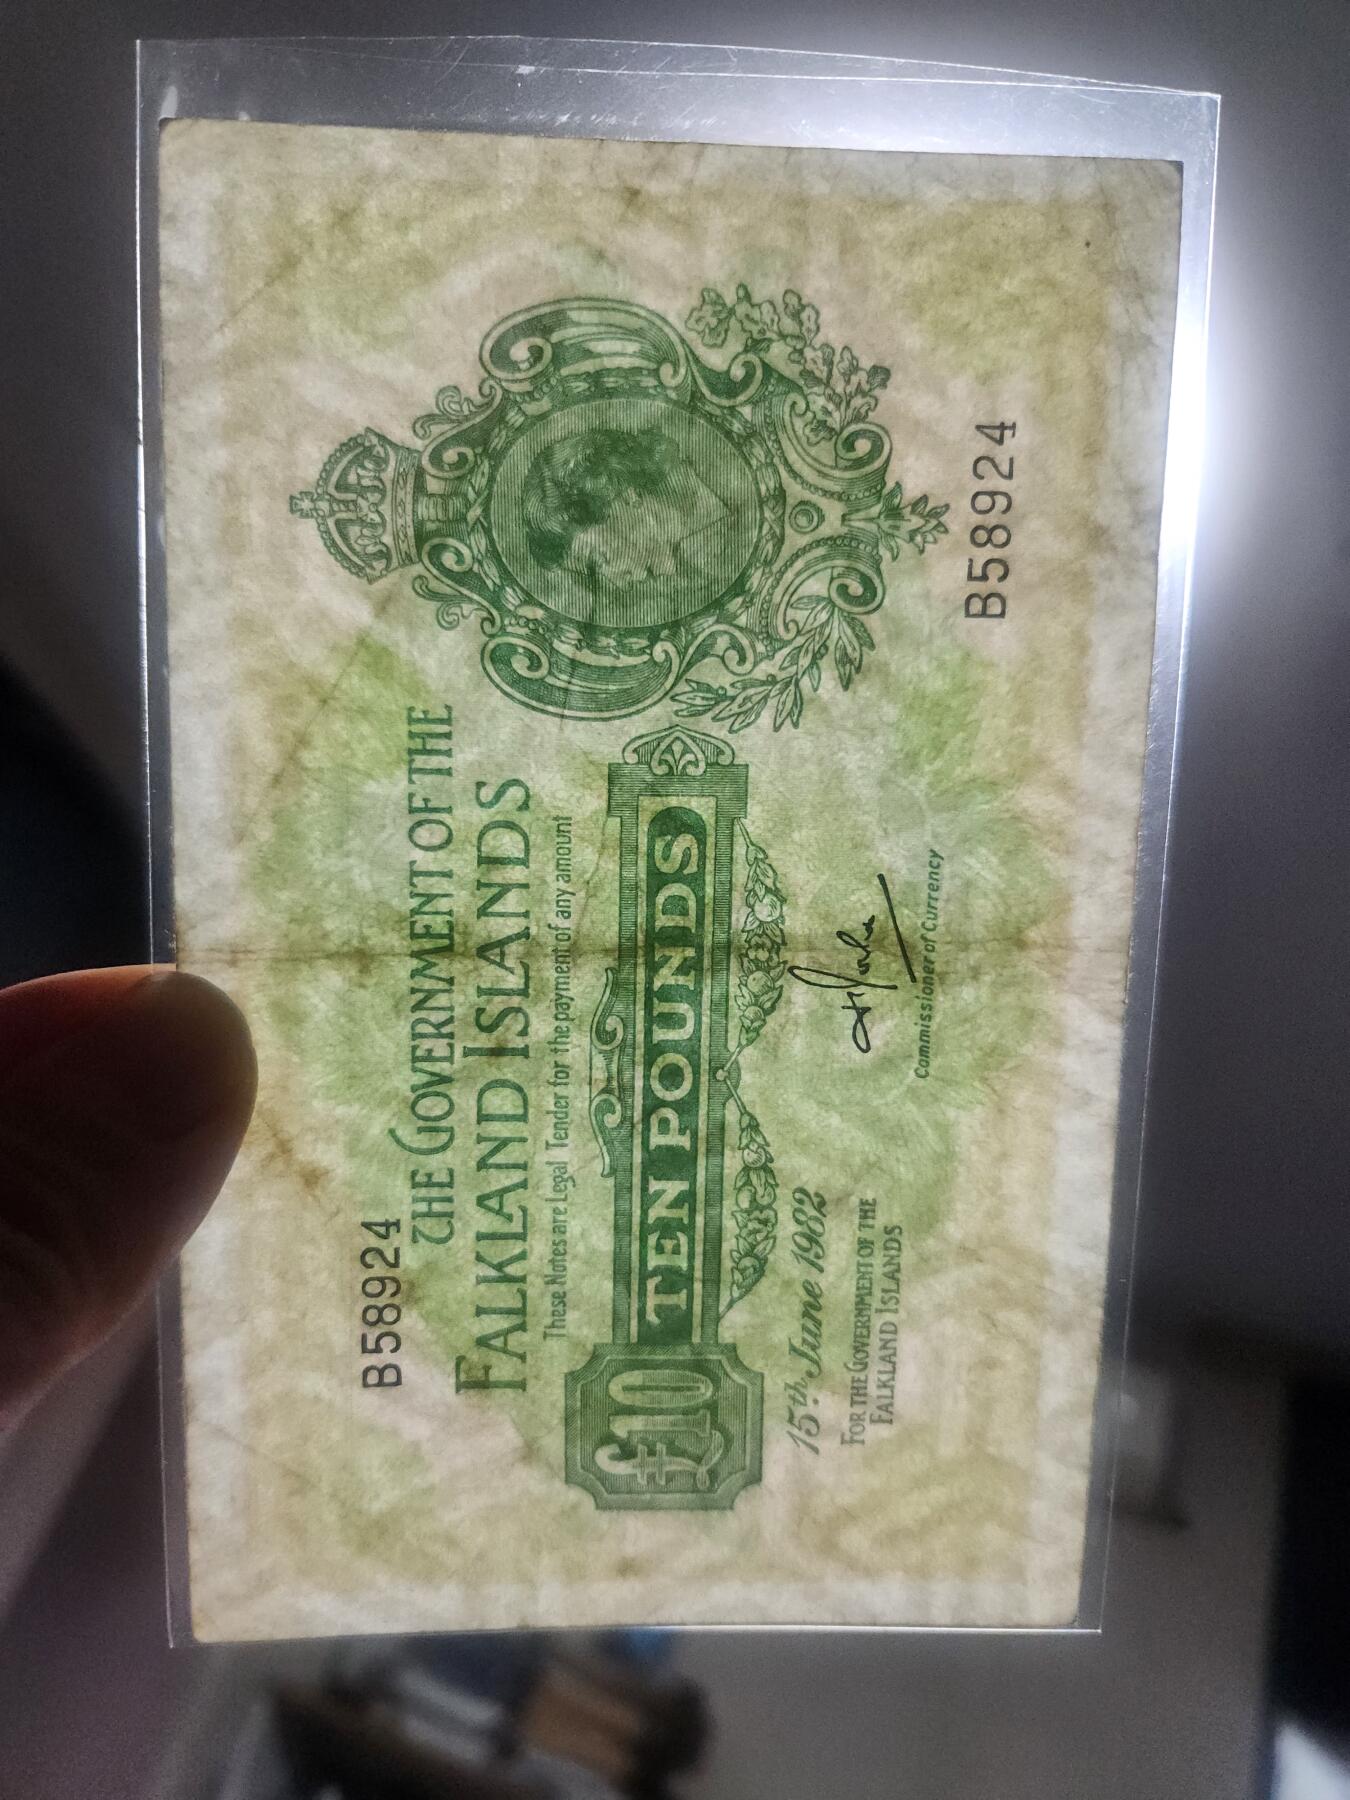 B58924
THE GOVERNMENT OF THE
FALKLAND ISLANDS
These Notes are Legal Tender for the payment of any amount
£10 TEN POUNDS
15th June 1982
FOR THE GOVERNMENT OF THE
FALKLAND ISLANDS
Commissioner of Currency
B58924